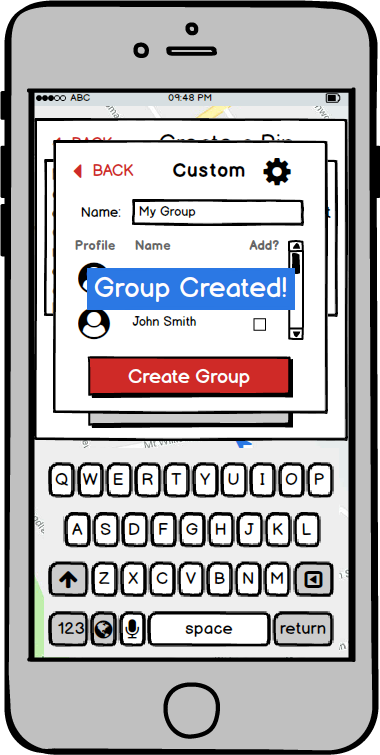 ABC 09:48 PM
BACK Create a Pin
BACK Custom
Name: My Group
Profile Name Add?
Group Created!
John Smith
Create Group
Q W E R T Y U I O P
A S D F G H J K L
Z X C V B N M
123 space return